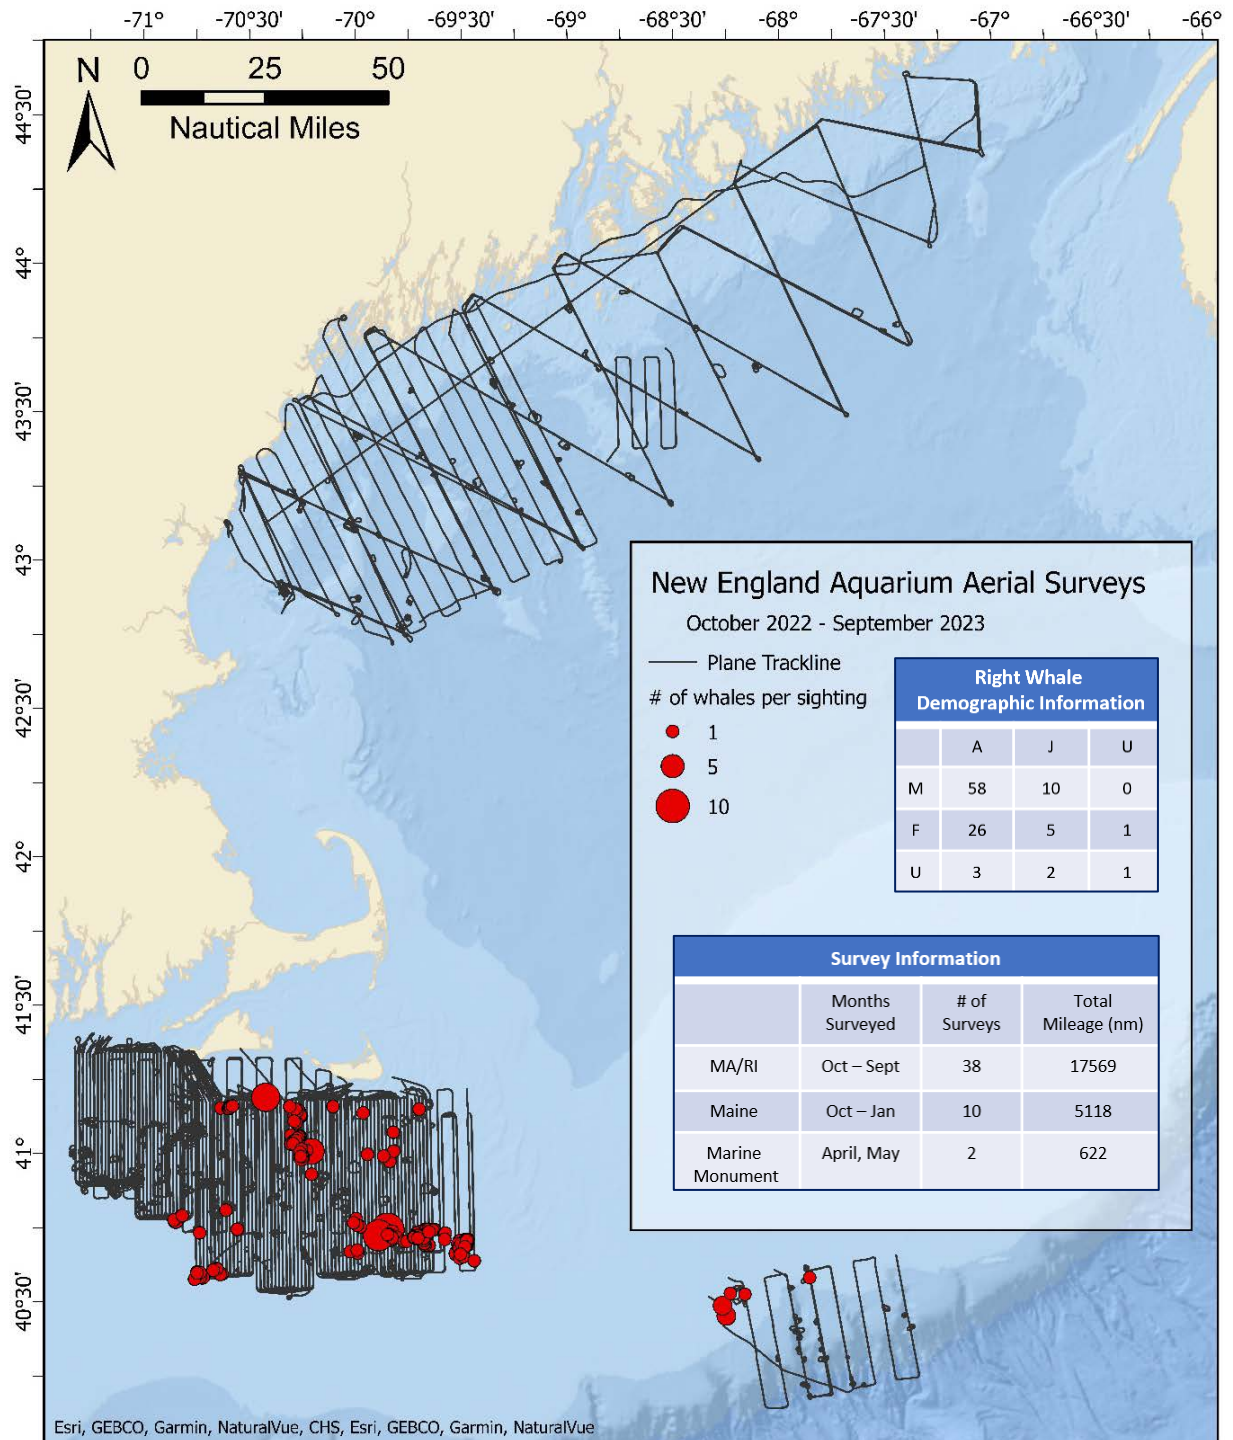 -71° -70°30' -70° -69°30' -69° -68°30' -68° -67°30' -67° -66°30' -66°
N 0 25 50
Nautical Miles
44°30'
44°
43°30'
43°
42°30'
42°
41°30'
41°
40°30'
New England Aquarium Aerial Surveys
October 2022 - September 2023
Plane Trackline
# of whales per sighting
1
5
10
Right Whale
Demographic Information
A J U
M 58 10 0
F 26 5 1
U 3 2 1
Survey Information
Months Surveyed # of Surveys Total Mileage (nm)
MA/RI Oct – Sept 38 17569
Maine Oct – Jan 10 5118
Marine Monument April, May 2 622
Esri, GEBCO, Garmin, NaturalVue, CHS, Esri, GEBCO, Garmin, NaturalVue